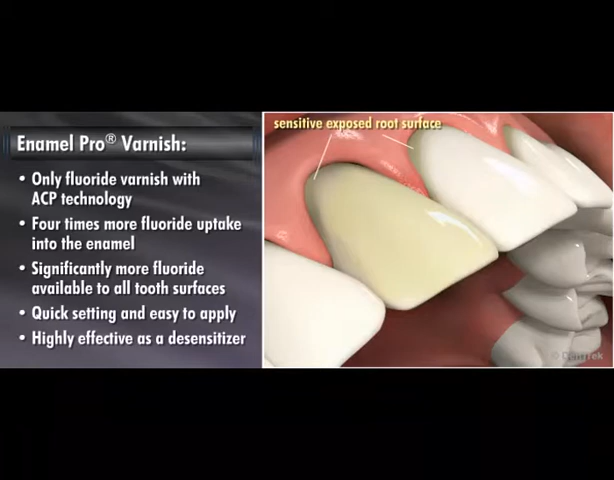 Enamel Pro® Varnish:
• Only fluoride varnish with
ACP technology
• Four times more fluoride uptake
into the enamel
• Significantly more fluoride
available to all tooth surfaces
• Quick setting and easy to apply
• Highly effective as a desensitizer
sensitive exposed root surface